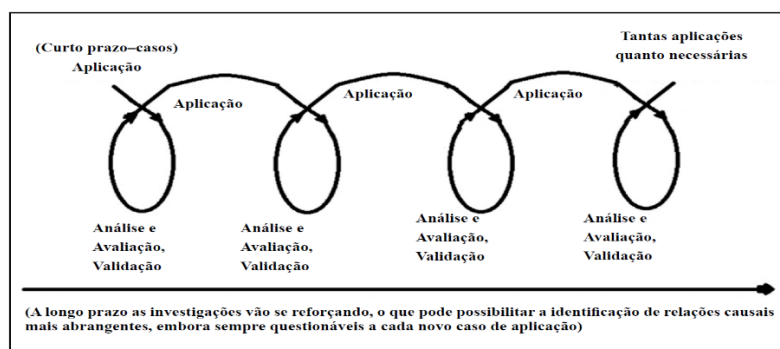 (Curto prazo–casos)
Aplicação
Aplicação
Aplicação
Aplicação
Tantas aplicações
quanto necessárias
Análise e
Avaliação,
Validação
Análise e
Avaliação,
Validação
Análise e
Avaliação,
Validação
Análise e
Avaliação,
Validação
(A longo prazo as investigações vão se reforçando, o que pode possibilitar a identificação de relações causais
mais abrangentes, embora sempre questionáveis a cada novo caso de aplicação)